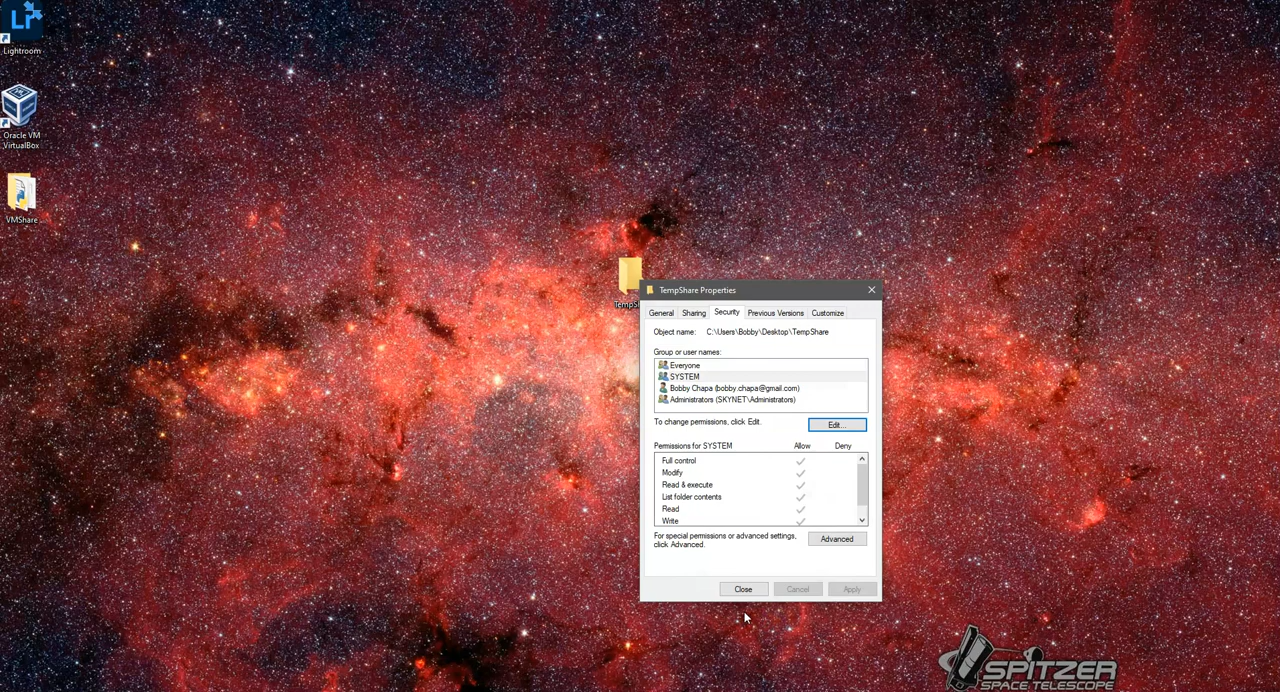 Lr
Lightroom
Oracle VM
VirtualBox
VMShare
TempSh
TempShare Properties
General
Sharing
Security
Previous Versions
Customize
Object name: C:\Users\Bobby\Desktop\TempShare
Group or user names:
Everyone
SYSTEM
Bobby Chapa (bobby.chapa@gmail.com)
Administrators (SKYNET\Administrators)
To change permissions, click Edit.
Edit...
Permissions for SYSTEM Allow Deny
Full control
Modify
Read & execute
List folder contents
Read
Write
For special permissions or advanced settings,
click Advanced.
Advanced
Close
Cancel
Apply
SPITZER
SPACE TELESCOPE